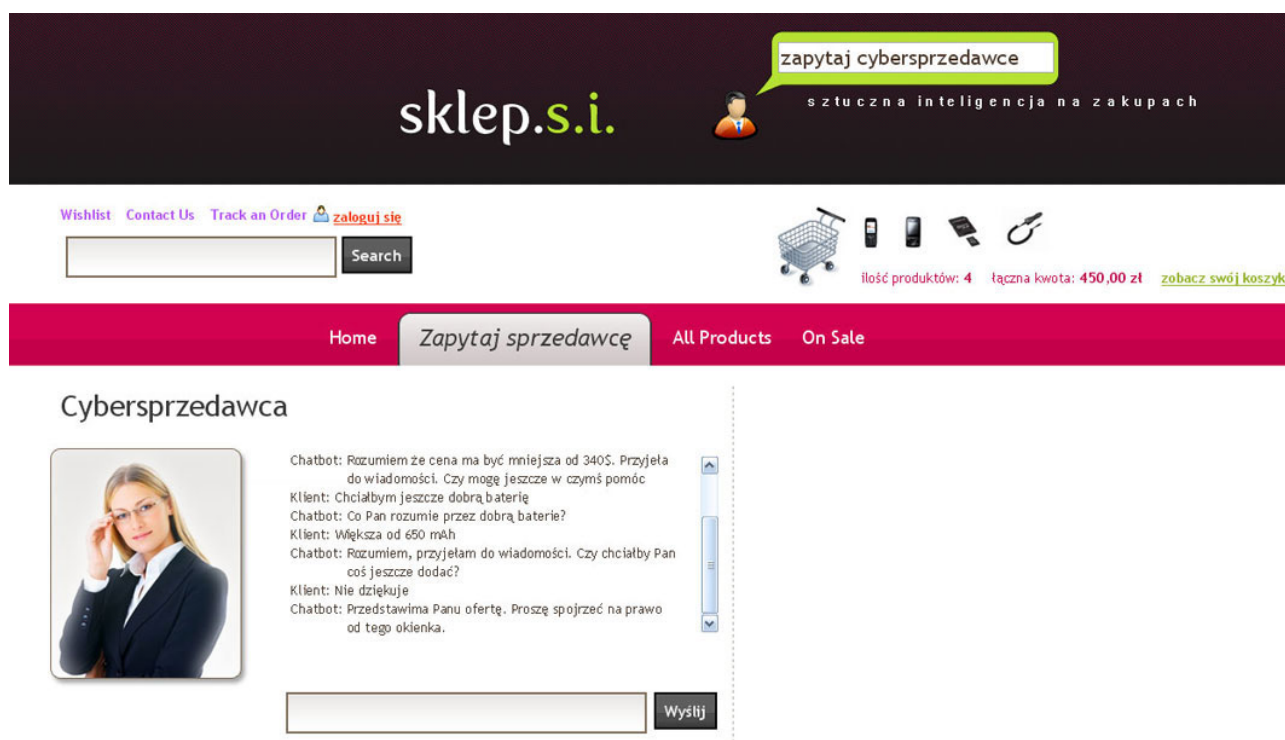 zapytaj cybersprzedawce
sklep.s.i.
sztuczna inteligencja na zakupach
Wishlist Contact Us Track an Order zaloguj się
Search
ilość produktów: 4 łączna kwota: 450,00 zł zobacz swój koszyk
Home Zapytaj sprzedawcę All Products On Sale
Cybersprzedawca
Chatbot: Rozumiem że cena ma być mniejsza od 340$. Przyjęła
do wiadomości. Czy mogę jeszcze w czymś pomóc
Klient: Chciałbym jeszcze dobrą baterię
Chatbot: Co Pan rozumie przez dobrą baterie?
Klient: Większa od 650 mAh
Chatbot: Rozumiem, przyjęłam do wiadomości. Czy chciałby Pan
coś jeszcze dodać?
Klient: Nie dziękuje
Chatbot: Przedstawima Panu ofertę. Proszę spojrzeć na prawo
od tego okienka.
Wyślij